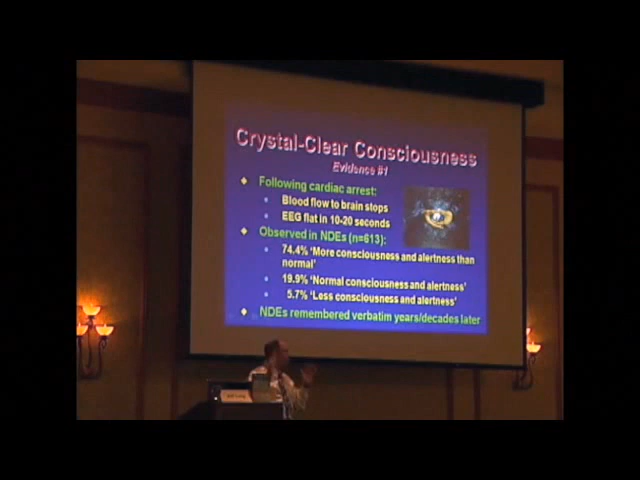 Crystal-Clear Consciousness
Evidence #1
Following cardiac arrest:
Blood flow to brain stops
EEG flat in 10-20 seconds
Observed in NDEs (n=613):
74.4% 'More consciousness and alertness than
normal'
19.9% 'Normal consciousness and alertness'
5.7% 'Less consciousness and alertness'
NDEs remembered verbatim years/decades later